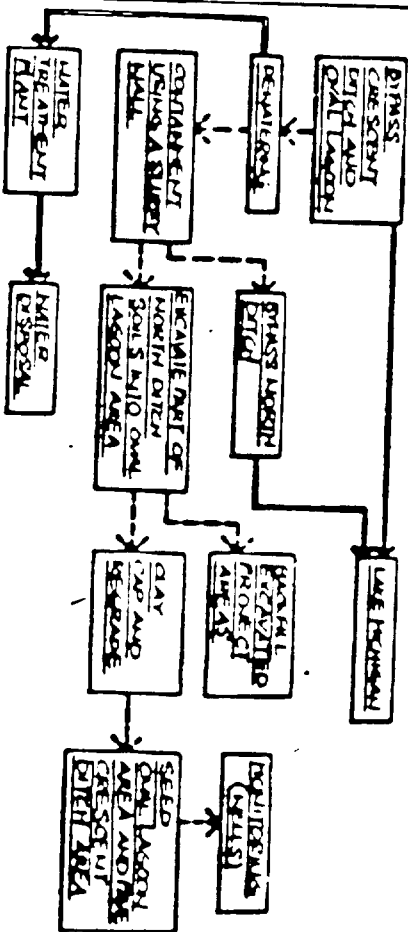 BYPASS
CRESCENT
DITCH AND
OVAL LAGOON
DEWATERING
WATER
TREATMENT
PLANT
WATER
DISPOSAL
CONTAINMENT
USING A SLURRY
WALL
BYPASS NORTH
DITCH
LAKE MICHIGAN
EXCAVATE PART OF
NORTH DITCH
SOILS INTO OVAL
LAGOON AREA
BACKFILL
EXCAVATED
PROJECT
AREAS
CLAY
CAP AND
REGRADE
SEED
OVAL LAGOON
AREA AND PAVE
CRESCENT
DITCH AREA
MONITORING
(WELLS)